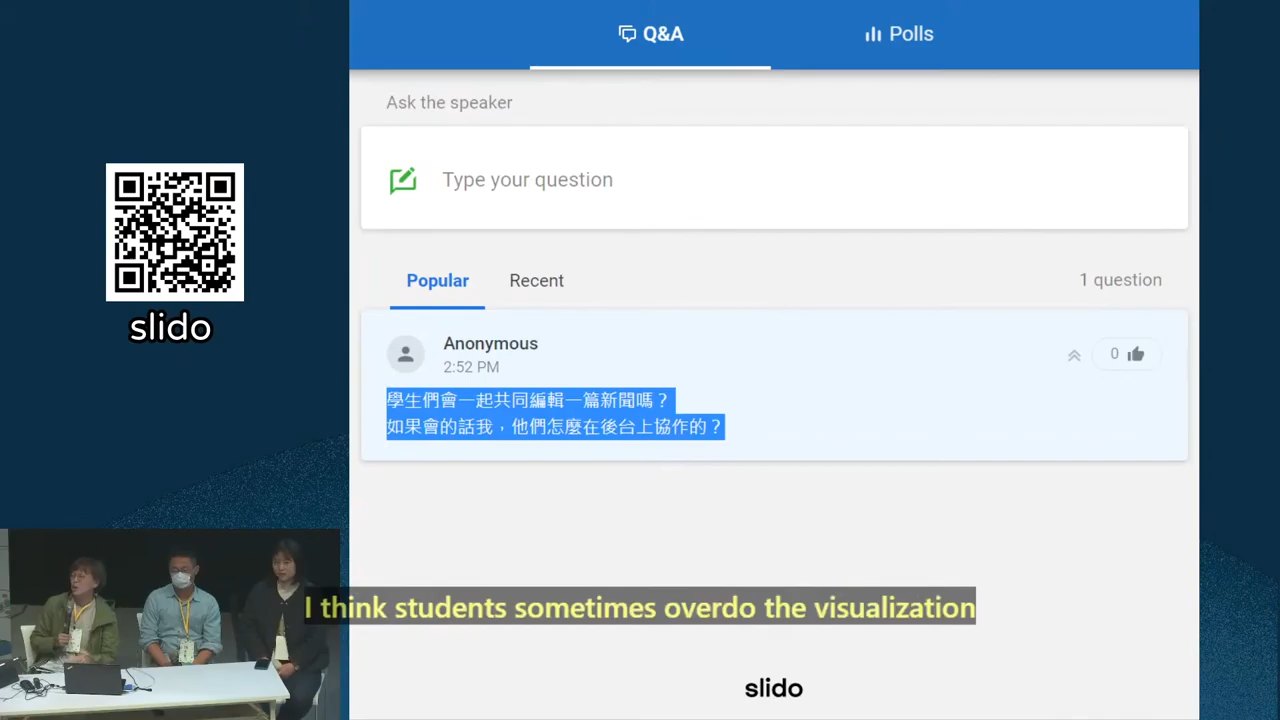 Q&A
Polls
Ask the speaker
Type your question
slido
Popular
Recent
1 question
Anonymous
2:52 PM
0
學生們會一起共同編輯一篇新聞嗎？
如果會的話我，他們怎麼在後台上協作的？
I think students sometimes overdo the visualization
slido